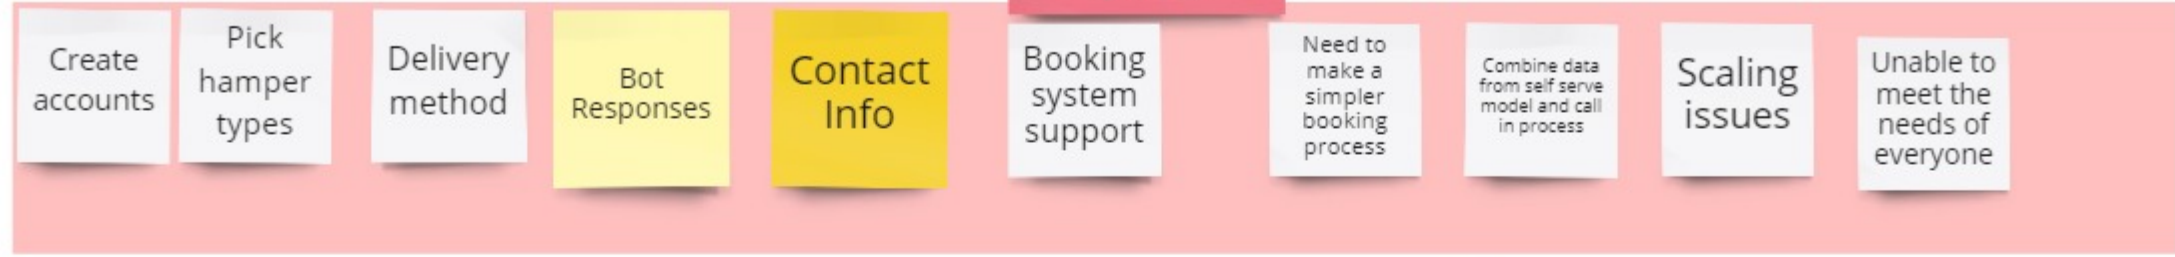 Create
accounts
Pick
hamper
types
Delivery
method
Bot
Responses
Contact
Info
Booking
system
support
Need to
make a
simpler
booking
process
Combine data
from self serve
model and call
in process
Scaling
issues
Unable to
meet the
needs of
everyone